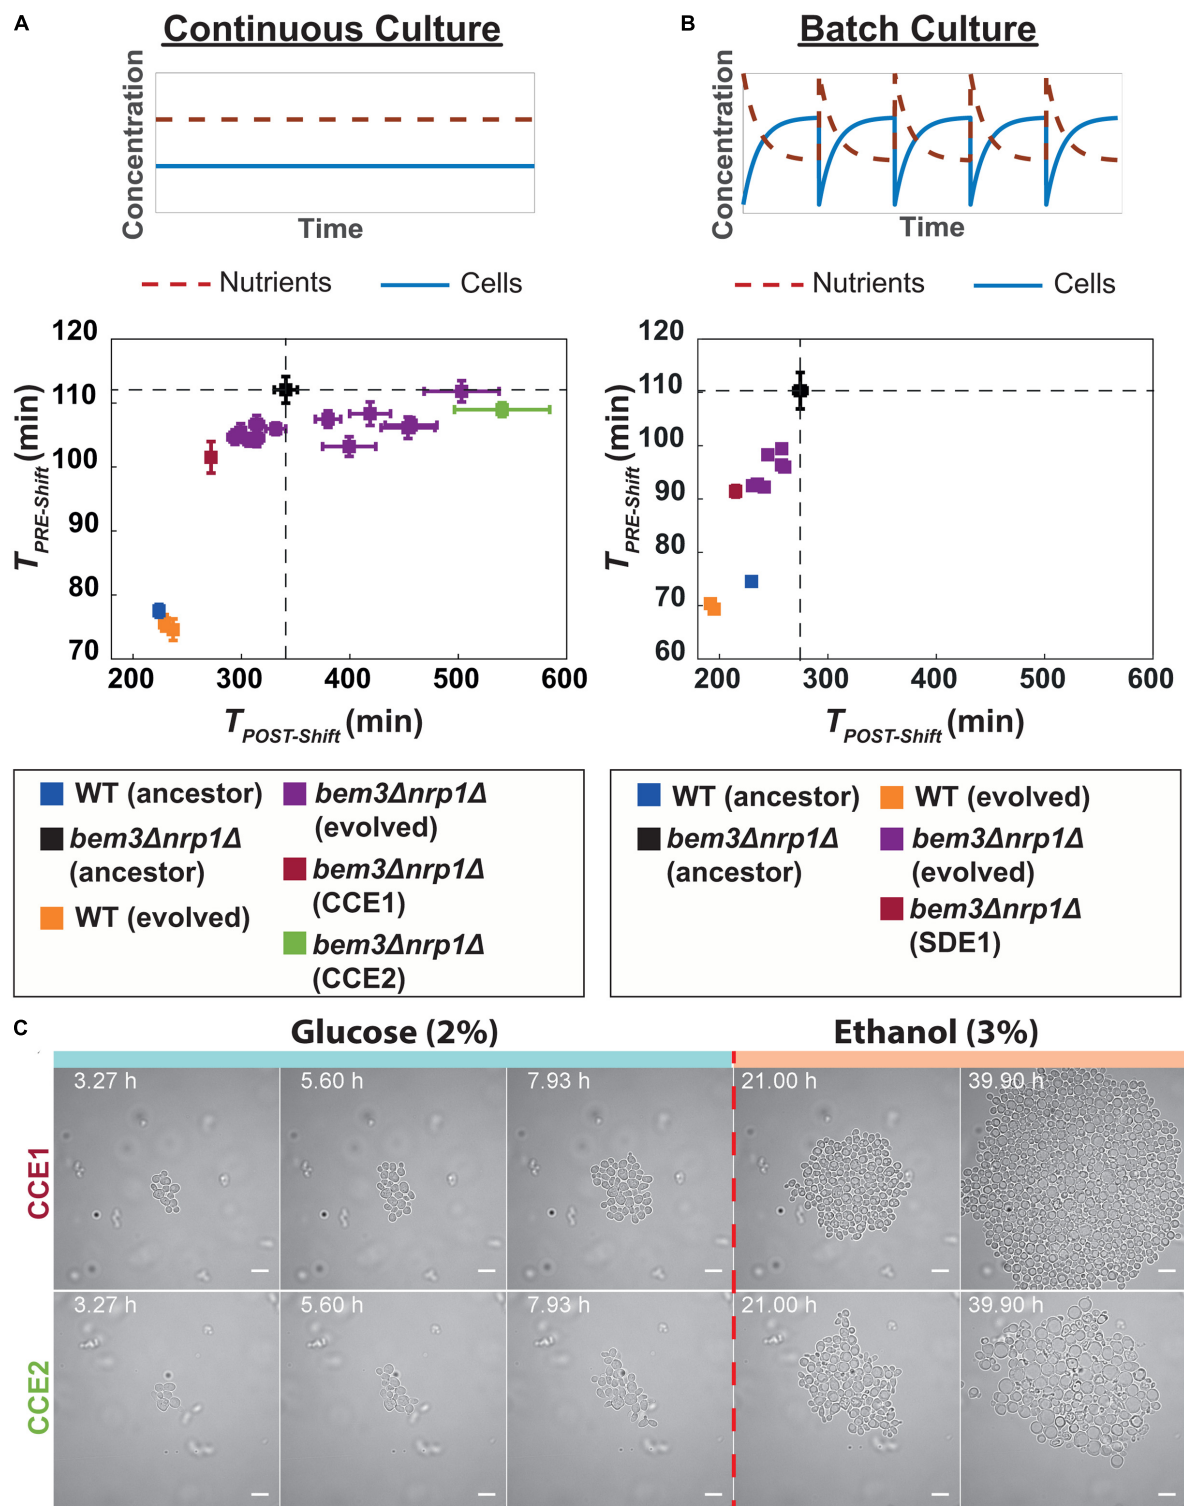 A
Continuous Culture
Concentration
Time
Nutrients
Cells
120
110
100
90
80
70
T PRE-Shift (min)
200 300 400 500 600
T POST-Shift (min)
WT (ancestor)
bem3Δnrp1Δ
(ancestor)
WT (evolved)
bem3Δnrp1Δ
(evolved)
bem3Δnrp1Δ
(CCE1)
bem3Δnrp1Δ
(CCE2)
B
Batch Culture
Concentration
Time
Nutrients
Cells
120
110
100
90
80
70
60
T PRE-Shift (min)
200 300 400 500 600
T POST-Shift (min)
WT (ancestor)
bem3Δnrp1Δ
(ancestor)
WT (evolved)
bem3Δnrp1Δ
(evolved)
bem3Δnrp1Δ
(SDE1)
C
Glucose (2%)
Ethanol (3%)
CCE1
3.27 h
5.60 h
7.93 h
21.00 h
39.90 h
CCE2
3.27 h
5.60 h
7.93 h
21.00 h
39.90 h